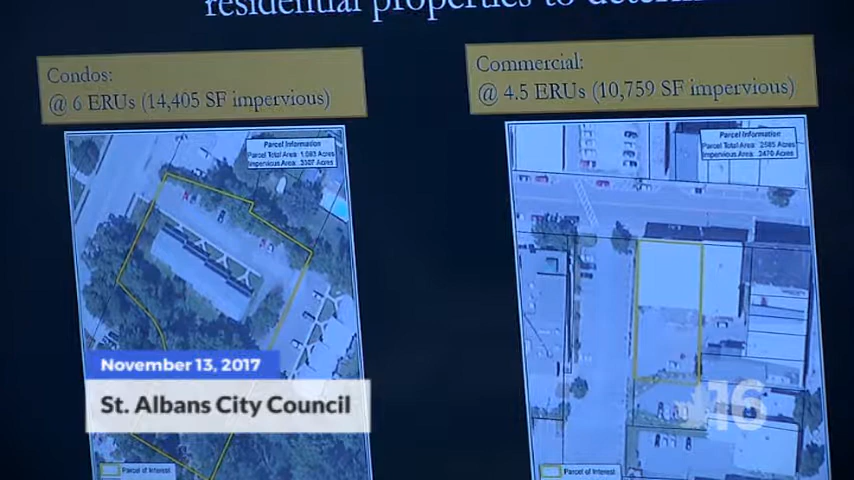 residential properties to determ
Condos:
@ 6 ERUs (14,405 SF impervious)
Commercial:
@ 4.5 ERUs (10,759 SF impervious)
Parcel Information
Parcel Total Area: 1.083 Acres
Impervious Area: .3307 Acres
Parcel Information
Parcel Total Area: .2585 Acres
Impervious Area: .2470 Acres
November 13, 2017
St. Albans City Council
16
Parcel of Interest
Parcel of Interest